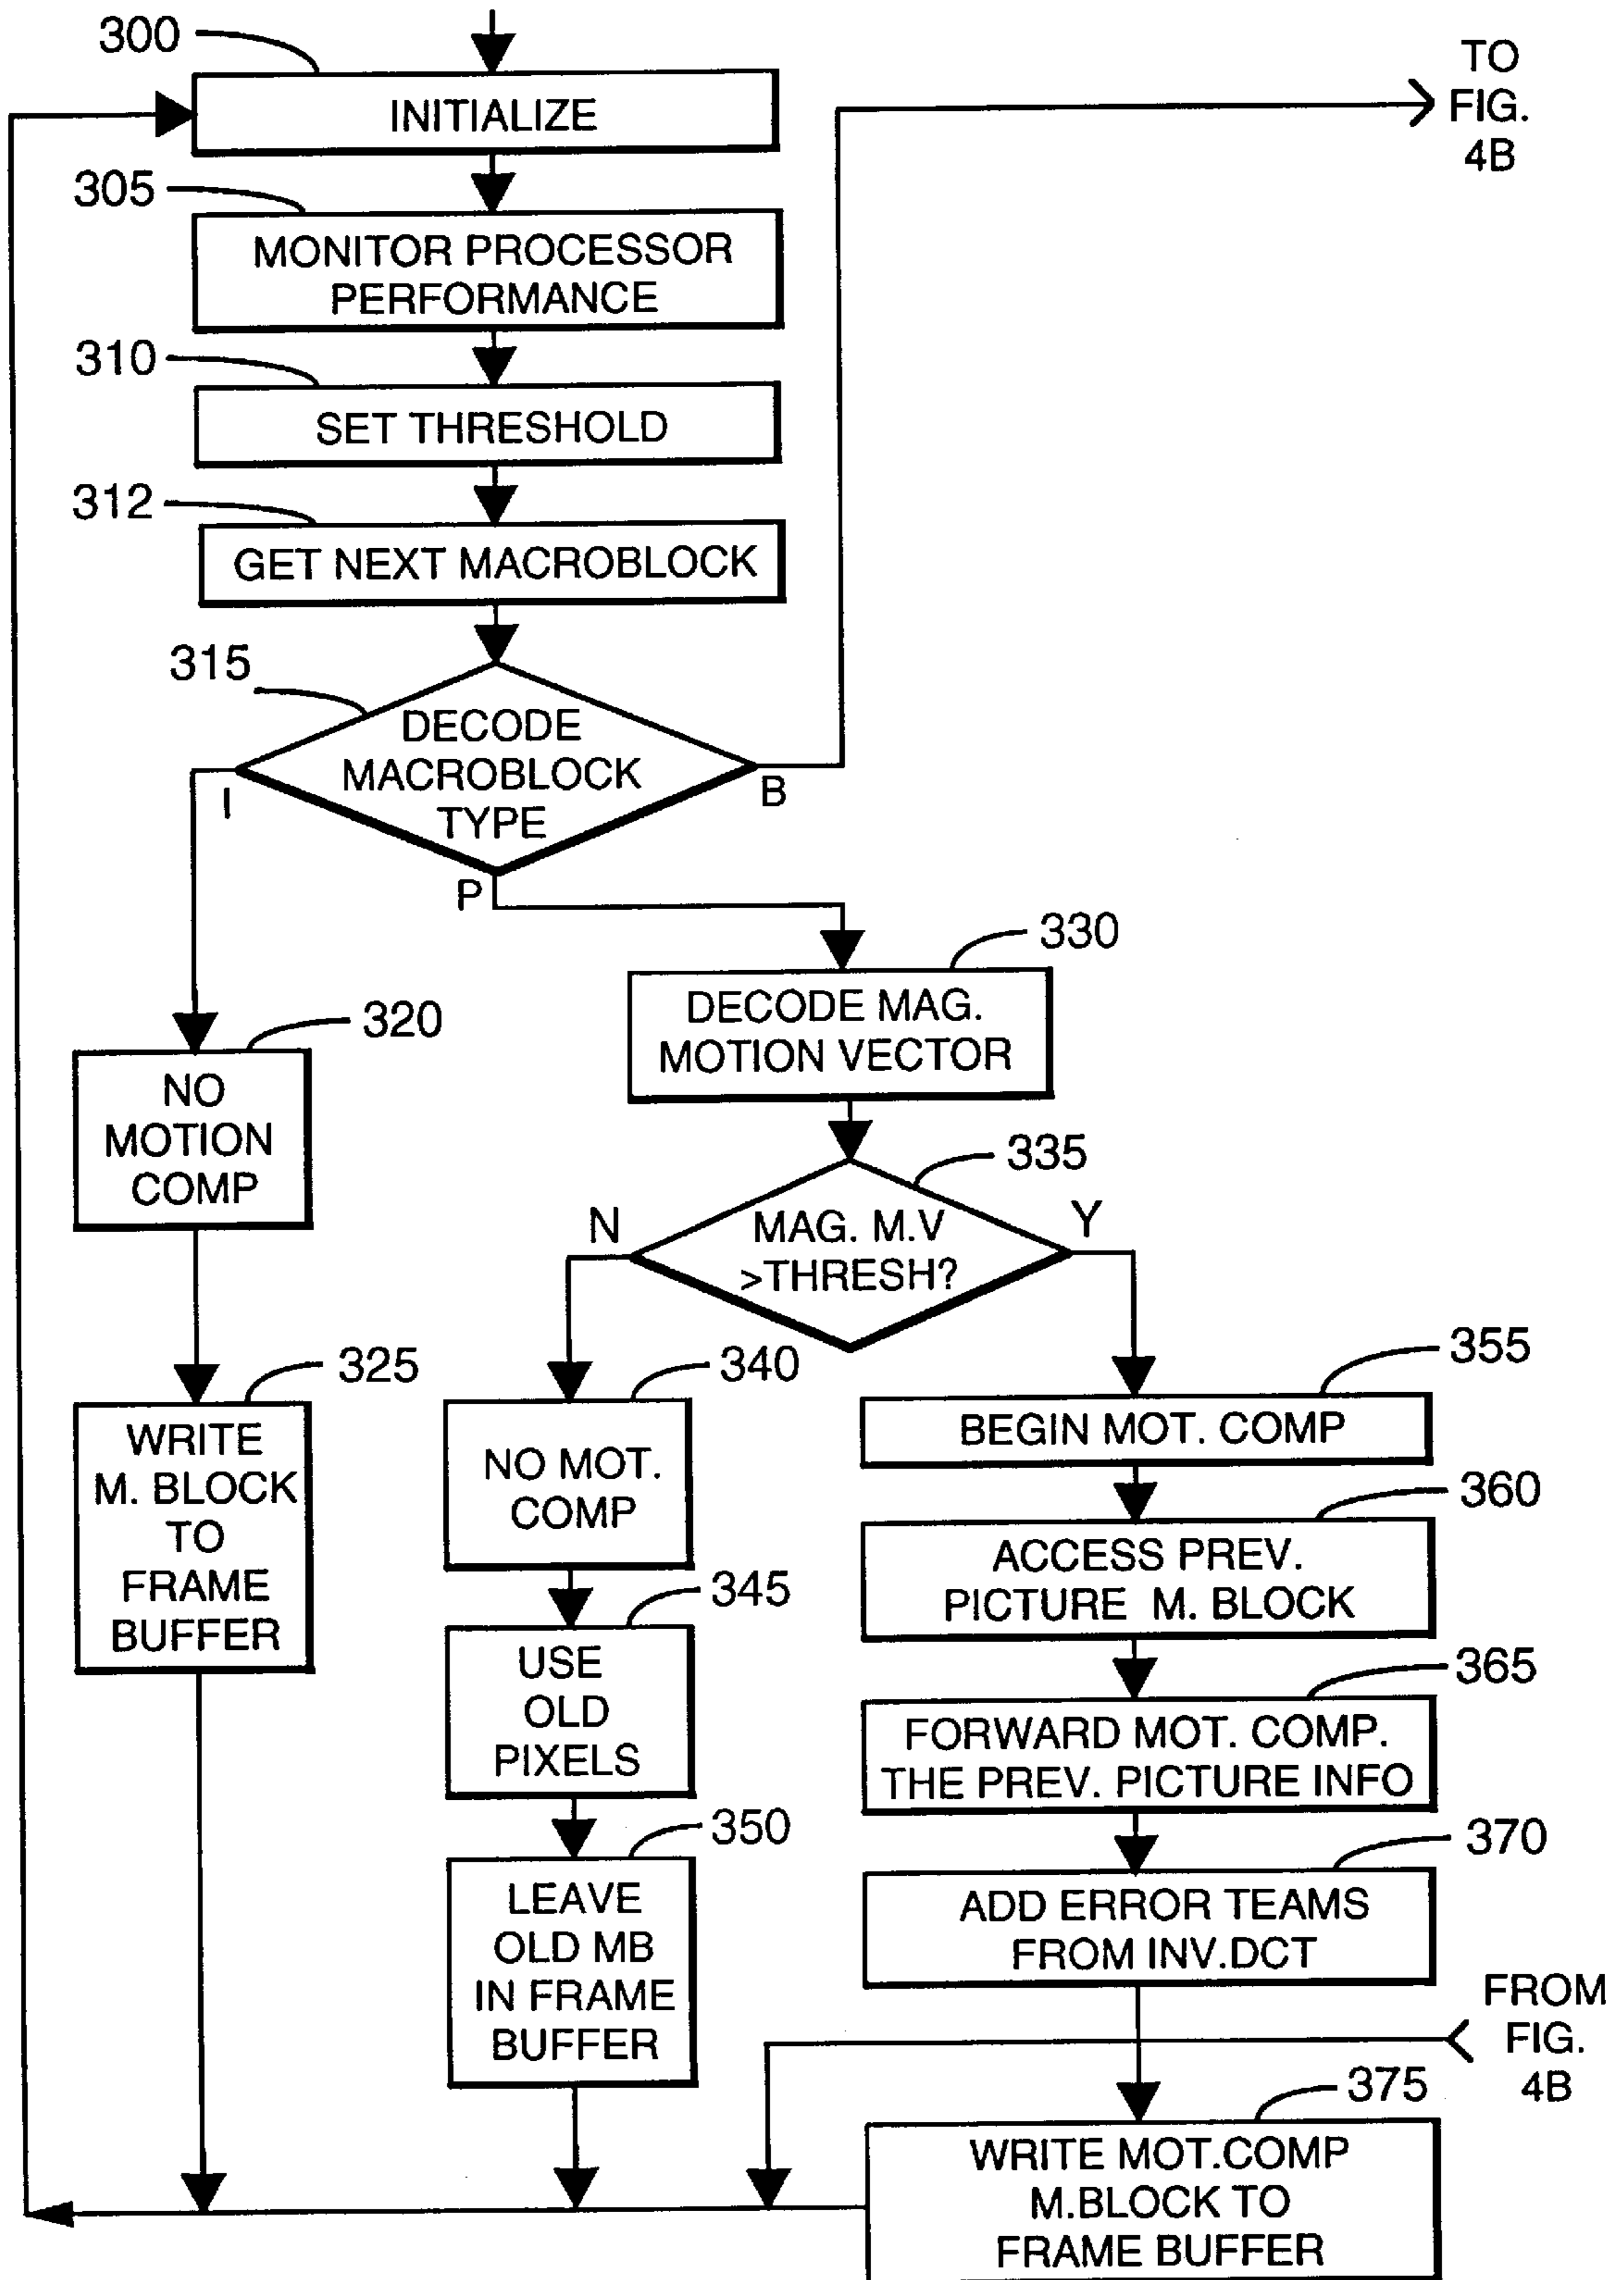 300
INITIALIZE
TO
FIG.
4B
305
MONITOR PROCESSOR
PERFORMANCE
310
SET THRESHOLD
312
GET NEXT MACROBLOCK
315
DECODE
MACROBLOCK
TYPE
I
B
P
330
DECODE MAG.
MOTION VECTOR
320
NO
MOTION
COMP
335
N
MAG. M.V
>THRESH?
Y
325
WRITE
M. BLOCK
TO
FRAME
BUFFER
340
NO MOT.
COMP
345
USE
OLD
PIXELS
350
LEAVE
OLD MB
IN FRAME
BUFFER
355
BEGIN MOT. COMP
360
ACCESS PREV.
PICTURE M. BLOCK
365
FORWARD MOT. COMP.
THE PREV. PICTURE INFO
370
ADD ERROR TEAMS
FROM INV.DCT
FROM
FIG.
4B
375
WRITE MOT.COMP
M.BLOCK TO
FRAME BUFFER